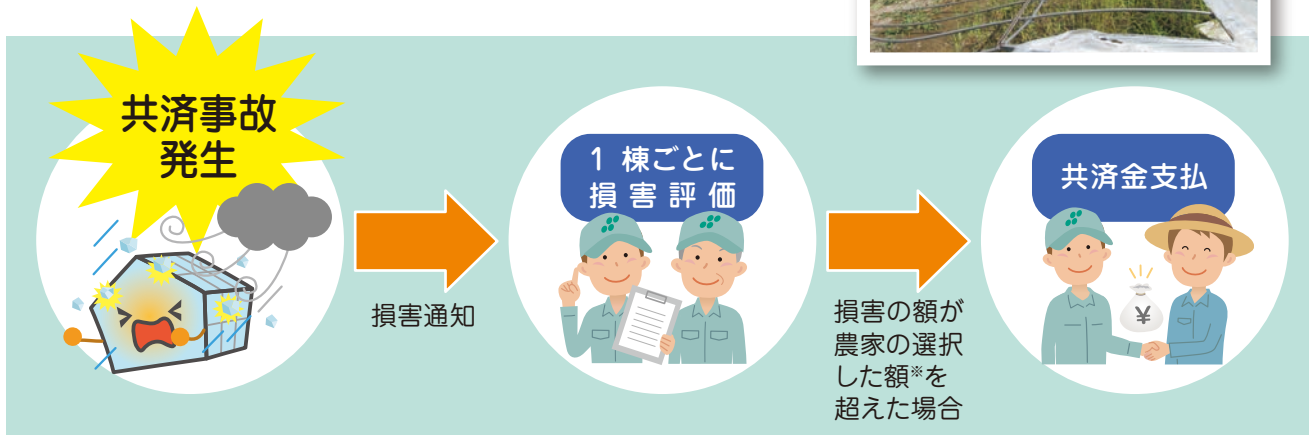 共済事故
発生
損害通知
1 棟ごとに
損害評価
損害の額が
農家の選択
した額※を
超えた場合
共済金支払
¥